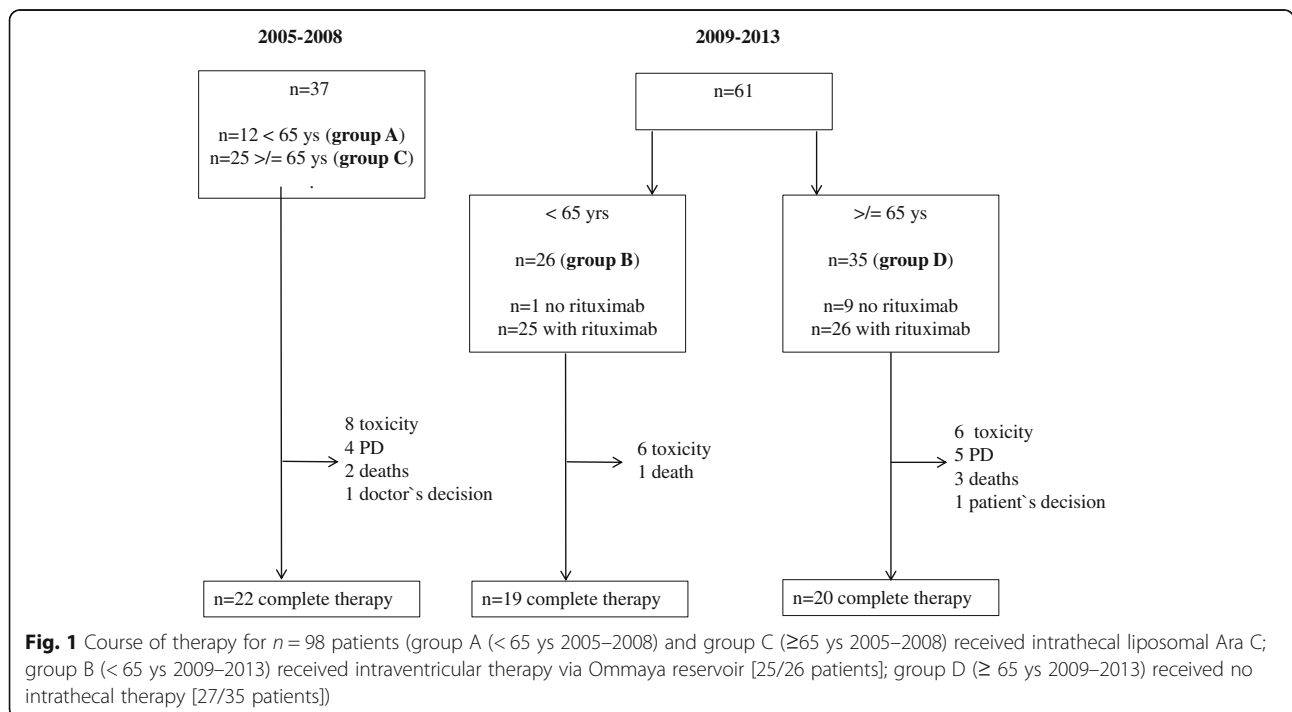 2005-2008
2009-2013
n=37
n=12 < 65 ys (group A)
n=25 >/= 65 ys (group C)
.
n=61
< 65 yrs
n=26 (group B)
n=1 no rituximab
n=25 with rituximab
>/= 65 ys
n=35 (group D)
n=9 no rituximab
n=26 with rituximab
8 toxicity
4 PD
2 deaths
1 doctor`s decision
6 toxicity
1 death
6 toxicity
5 PD
3 deaths
1 patient`s decision
n=22 complete therapy
n=19 complete therapy
n=20 complete therapy
Fig. 1 Course of therapy for n = 98 patients (group A (< 65 ys 2005–2008) and group C (≥65 ys 2005–2008) received intrathecal liposomal Ara C;
group B (< 65 ys 2009–2013) received intraventricular therapy via Ommaya reservoir [25/26 patients]; group D (≥ 65 ys 2009–2013) received no
intrathecal therapy [27/35 patients])